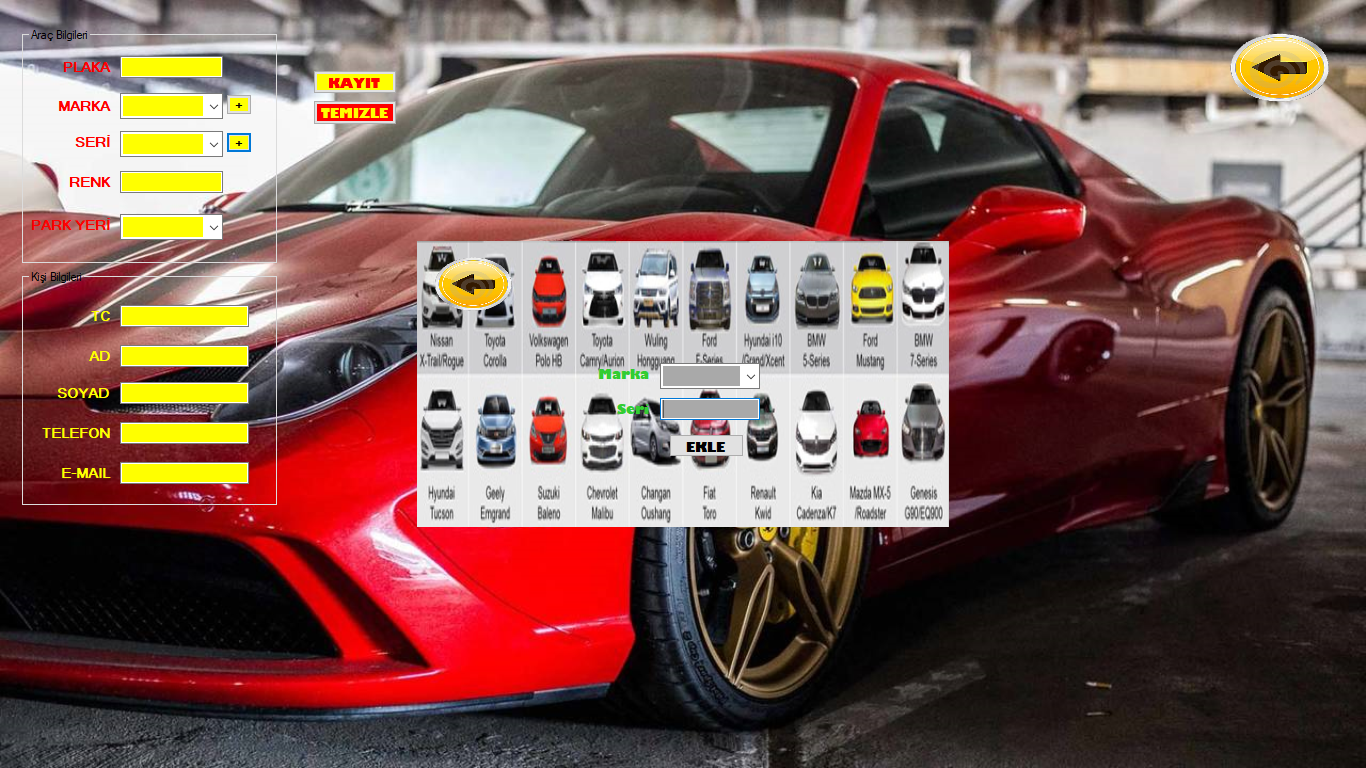 Araç Bilgileri
PLAKA
MARKA
+
SERİ
+
RENK
PARK YERİ
KAYIT
TEMIZLE
Kişi Bilgileri
TC
AD
SOYAD
TELEFON
E-MAIL
Nissan X-Trail/Rogue
Toyota Corolla
Volkswagen Polo HB
Toyota Camry/Aurion
Wuling Hongguang
Ford F-Series
Hyundai i10 /Grand/Xcent
BMW 5-Series
Ford Mustang
BMW 7-Series
Marka
Seri
EKLE
Hyundai Tucson
Geely Emgrand
Suzuki Baleno
Chevrolet Malibu
Changan Oushang
Fiat Toro
Renault Kwid
Kia Cadenza/K7
Mazda MX-5 /Roadster
Genesis G90/EQ900